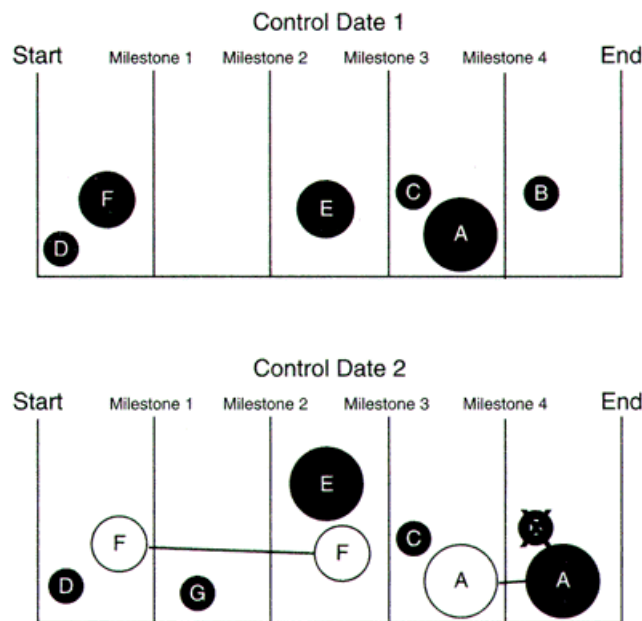 Control Date 1
Start Milestone 1 Milestone 2 Milestone 3 Milestone 4 End
F E C B
D A
Control Date 2
Start Milestone 1 Milestone 2 Milestone 3 Milestone 4 End
E
F F C
D G A A